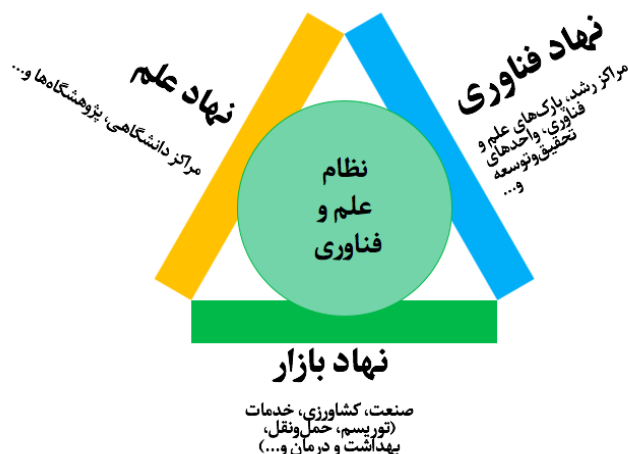 نهاد فناوری
مراکز رشد، پارک‌های علم و
فناوری، واحدهای
تحقیق‌وتوسعه
و...
نهاد علم
مراکز دانشگاهی، پژوهشگاه‌ها و...
نظام
علم و
فناوری
نهاد بازار
صنعت، کشاورزی، خدمات
(توریسم، حمل‌ونقل،
بهداشت و درمان و...)